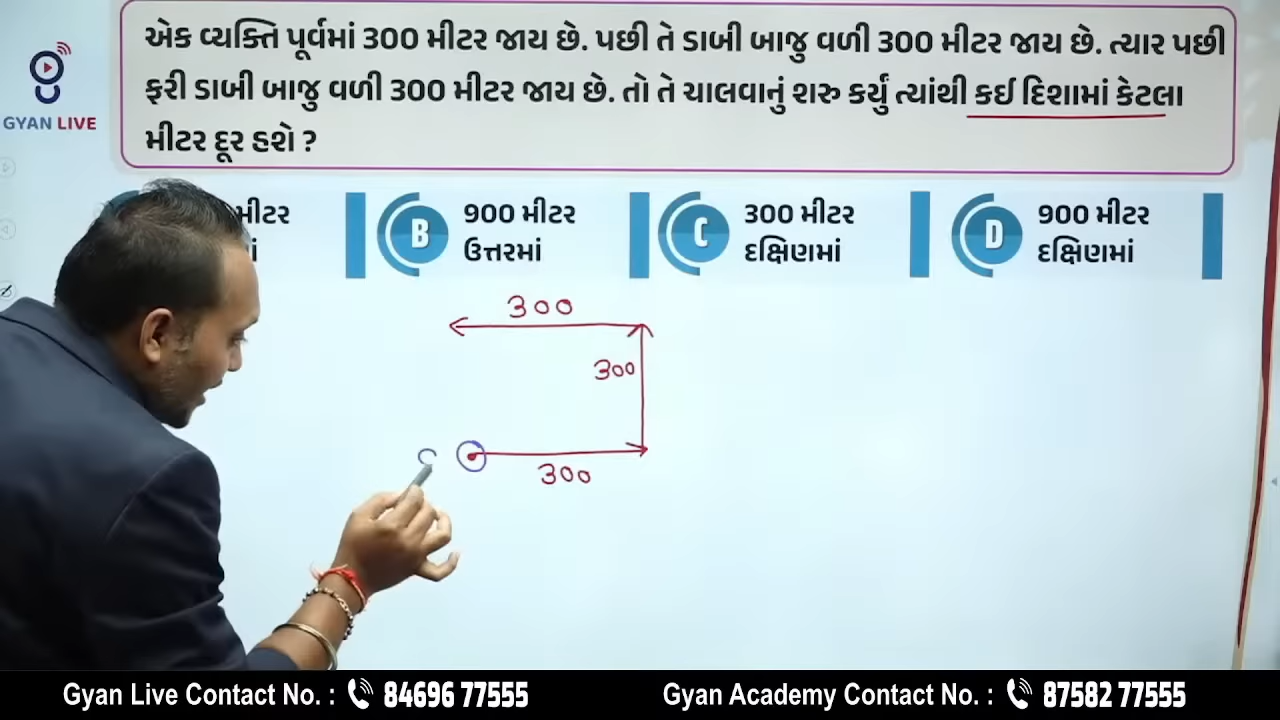 એક વ્યક્તિ પૂર્વમાં 300 મીટર જાય છે. પછી તે ડાબી બાજુ વળી 300 મીટર જાય છે. ત્યાર પછી
ફરી ડાબી બાજુ વળી 300 મીટર જાય છે. તો તે ચાલવાનું શરુ કર્યું ત્યાંથી કઈ દિશામાં કેટલા
મીટર દૂર હશે ?
GYAN LIVE
મીટર
B 900 મીટર
ઉત્તરમાં
C 300 મીટર
દક્ષિણમાં
D 900 મીટર
દક્ષિણમાં
300
300
300
Gyan Live Contact No. : 84696 77555
Gyan Academy Contact No. : 87582 77555